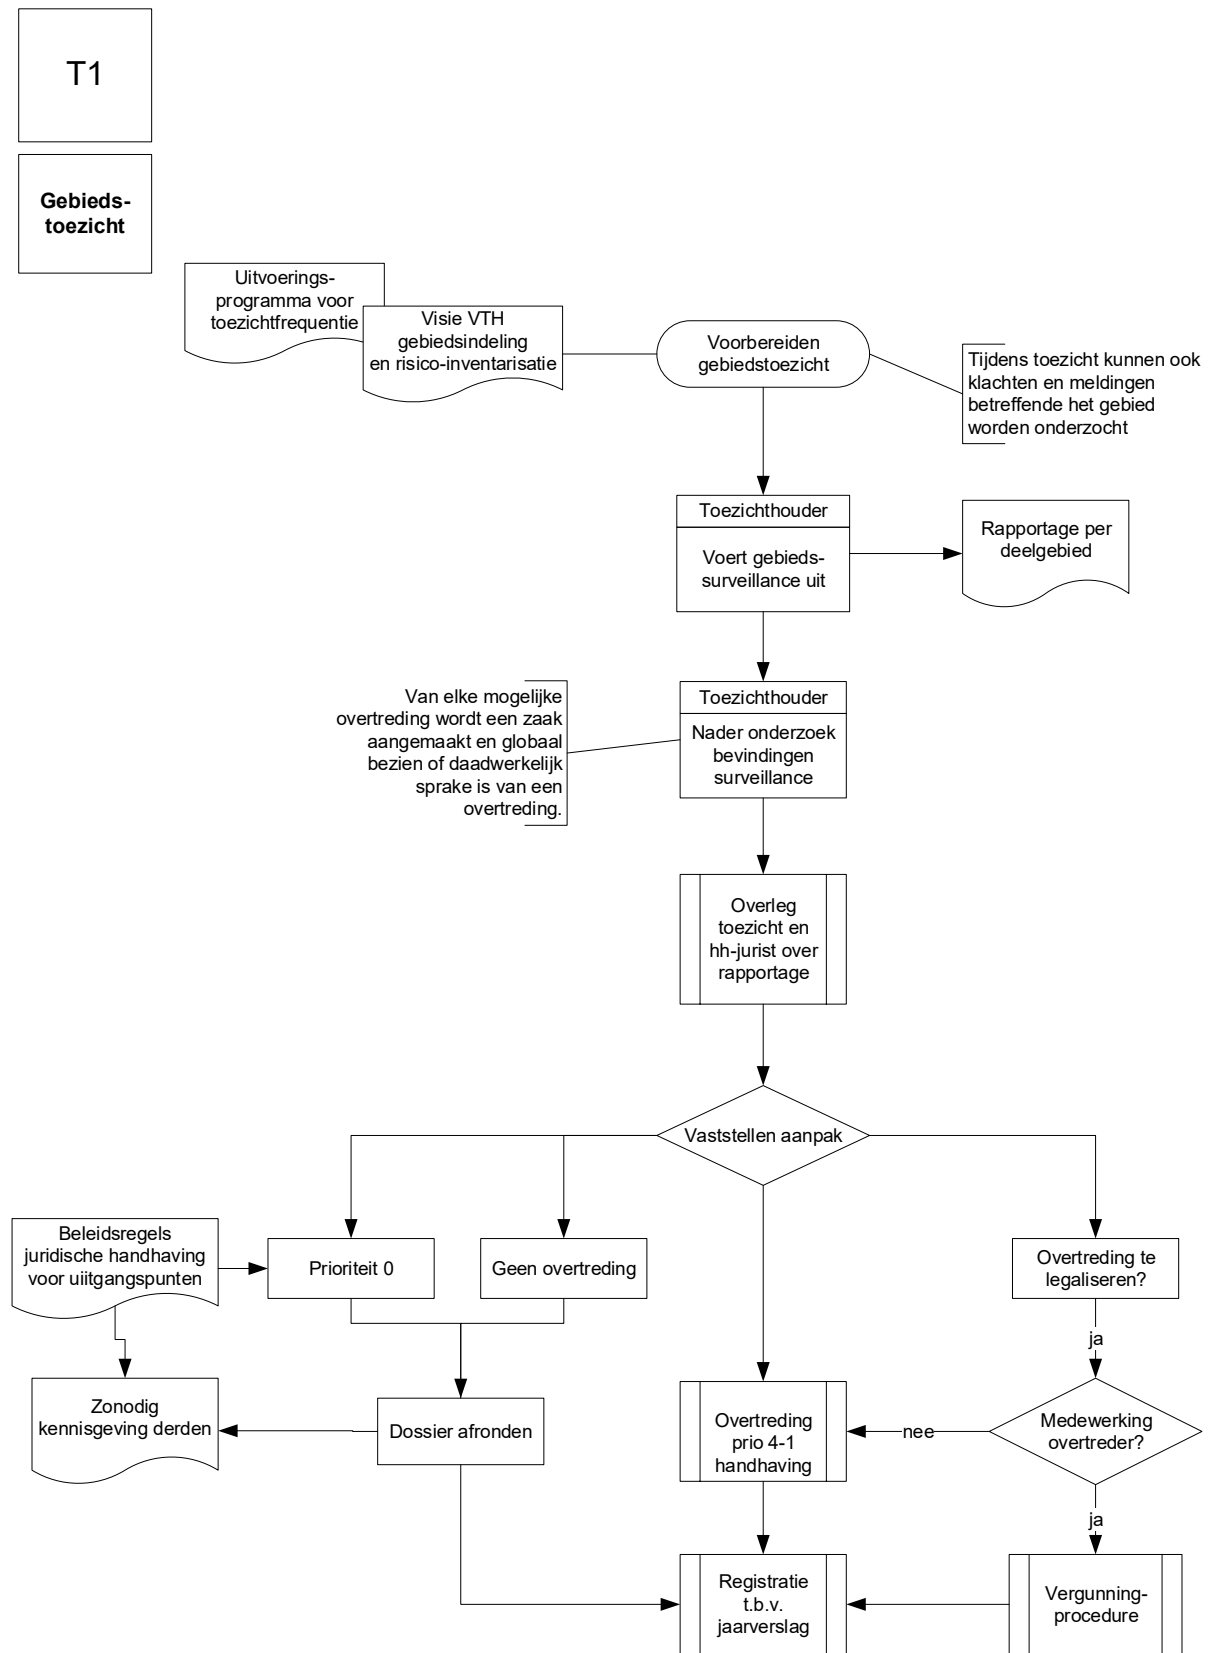 T1
Gebieds-
toezicht
Uitvoerings-
programma voor
toezichtfrequentie
Visie VTH
gebiedsindeling
en risico-inventarisatie
Voorbereiden
gebiedstoezicht
Tijdens toezicht kunnen ook
klachten en meldingen
betreffende het gebied
worden onderzocht
Toezichthouder
Voert gebieds-
surveillance uit
Rapportage per
deelgebied
Van elke mogelijke
overtreding wordt een zaak
aangemaakt en globaal
bezien of daadwerkelijk
sprake is van een
overtreding.
Toezichthouder
Nader onderzoek
bevindingen
surveillance
Overleg
toezicht en
hh-jurist over
rapportage
Vaststellen aanpak
Beleidsregels
juridische handhaving
voor uiitgangspunten
Prioriteit 0
Geen overtreding
Overtreding te
legaliseren?
ja
Zonodig
kennisgeving derden
Dossier afronden
Overtreding
prio 4-1
handhaving
nee
Medewerking
overtreder?
ja
Registratie
t.b.v.
jaarverslag
Vergunning-
procedure